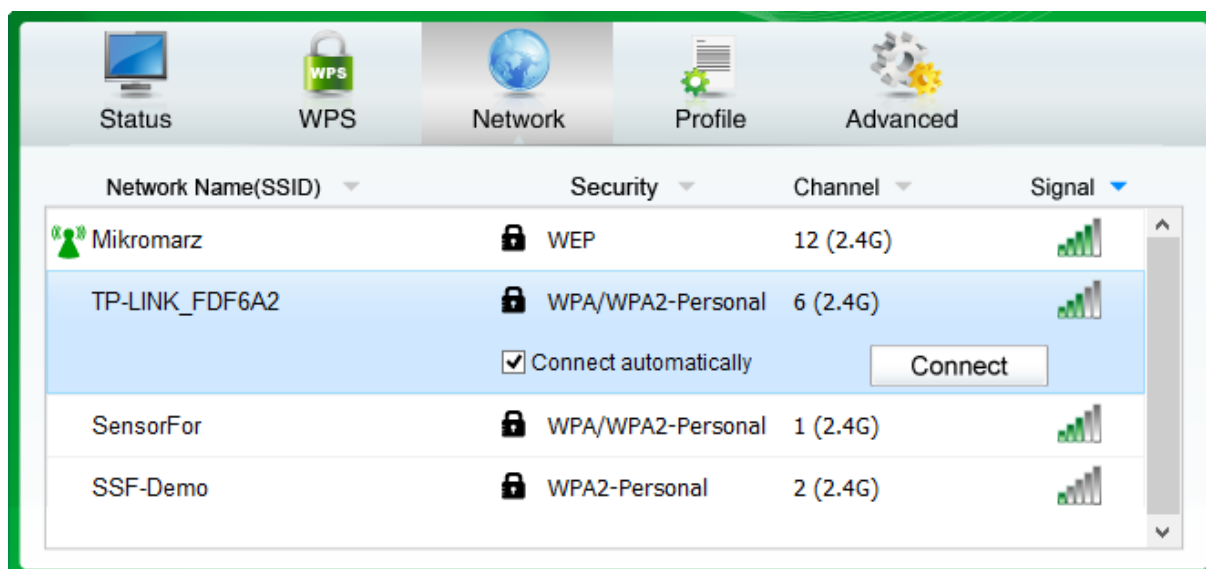 WPS
Status WPS Network Profile Advanced
Network Name(SSID) Security Channel Signal
Mikromarz WEP 12 (2.4G)
TP-LINK_FDF6A2 WPA/WPA2-Personal 6 (2.4G)
Connect automatically Connect
SensorFor WPA/WPA2-Personal 1 (2.4G)
SSF-Demo WPA2-Personal 2 (2.4G)